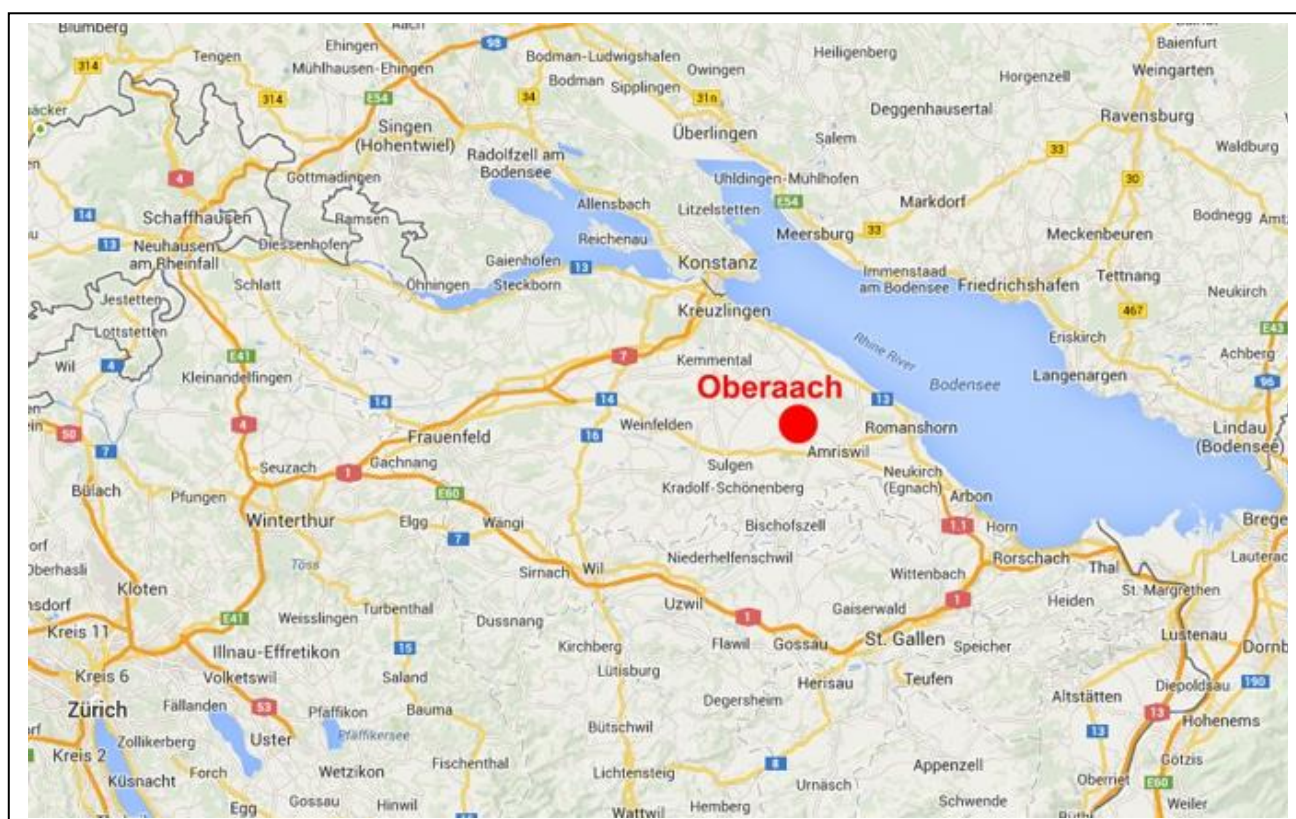 Blumberg
Tengen
Ehingen
Aach
98
Bodman-Ludwigshafen
Owingen
Heiligenberg
Baienfurt
314
Mühlhausen-Ehingen
Bodman
Sipplingen
Horgenzell
Weingarten
314
E54
34
31n
Deggenhausertal
Ravensburg
Singen
(Hohentwiel)
Überlingen
Salem
Waldburg
Radolfzell am
Bodensee
33
4
Gottmadingen
Uhldingen-Mühlhofen
30
Allensbach
Litzelstetten
E54
Markdorf
Bodnegg
14
Schaffhausen
Ramsen
Reichenau
Meersburg
33
Meckenbeuren
13
Neuhausen
am Rheinfall
Diessenhofen
Gaienhofen
13
Konstanz
Immenstaad
am Bodensee
Tettnang
Schlatt
Öhningen
Steckborn
Friedrichshafen
Neukirch
Jestetten
Kreuzlingen
467
Lottstetten
Eriskirch
E43
Wil
4
E41
7
Kemmental
Rhine River
Achberg
Kleinandelfingen
Oberaach
Bodensee
Langenargen
96
14
14
13
50
4
Frauenfeld
16
Weinfelden
Romanshorn
Lindau
(Bodensee)
7
Seuzach
1
Gachnang
Sulgen
Amriswil
Bülach
Pfungen
E60
Kradolf-Schönenberg
Neukirch
(Egnach)
Arbon
Winterthur
Elgg
Wängi
Bischofszell
1.1
Horn
7
Oberhasli
Töss
Niederhelfenschwil
Rorschach
Thal
Kloten
Sirnach
Wil
Wittenbach
St. Margrethen
E41
Weisslingen
Turbenthal
Uzwil
1
Gaiserwald
1
Heiden
Kreis 11
Dussnang
Flawil
Gossau
St. Gallen
Speicher
Lustenau
Illnau-Effretikon
15
Kirchberg
Kreis 6
Volketswil
Saland
Lütisburg
Herisau
Teufen
Diepoldsau
190
Zürich
Fällanden
53
Pfäffikon
Bauma
Degersheim
Altstätten
13
Hohenems
Uster
Pfäffikersee
Bütschwil
13
Zollikerberg
Götzis
Kreis 2
Forch
Wetzikon
Fischenthal
Lichtensteig
8
Appenzell
Küsnacht
Urnäsch
Oberriet
E60
Egg
Gossau
Hinwil
Wattwil
Hemberg
Schwende
Weiler